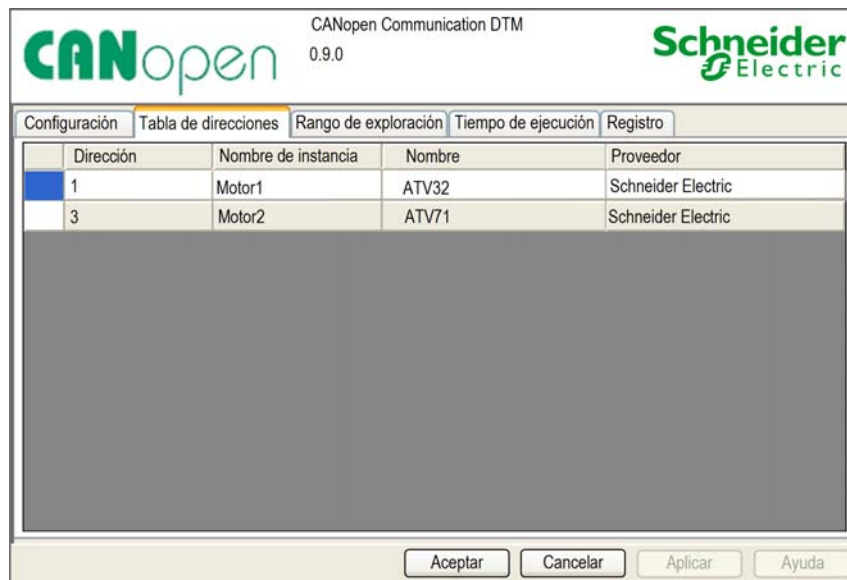 CANopen
CANopen Communication DTM
0.9.0
Schneider
Electric
Configuración Tabla de direcciones Rango de exploración Tiempo de ejecución Registro
Dirección Nombre de instancia Nombre Proveedor
1 Motor1 ATV32 Schneider Electric
3 Motor2 ATV71 Schneider Electric
Aceptar Cancelar Aplicar Ayuda